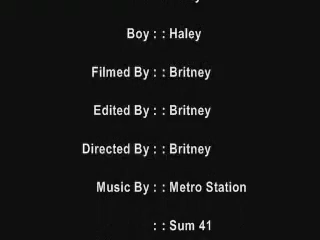 Boy : : Haley
Filmed By : : Britney
Edited By : : Britney
Directed By : : Britney
Music By : : Metro Station
: : Sum 41